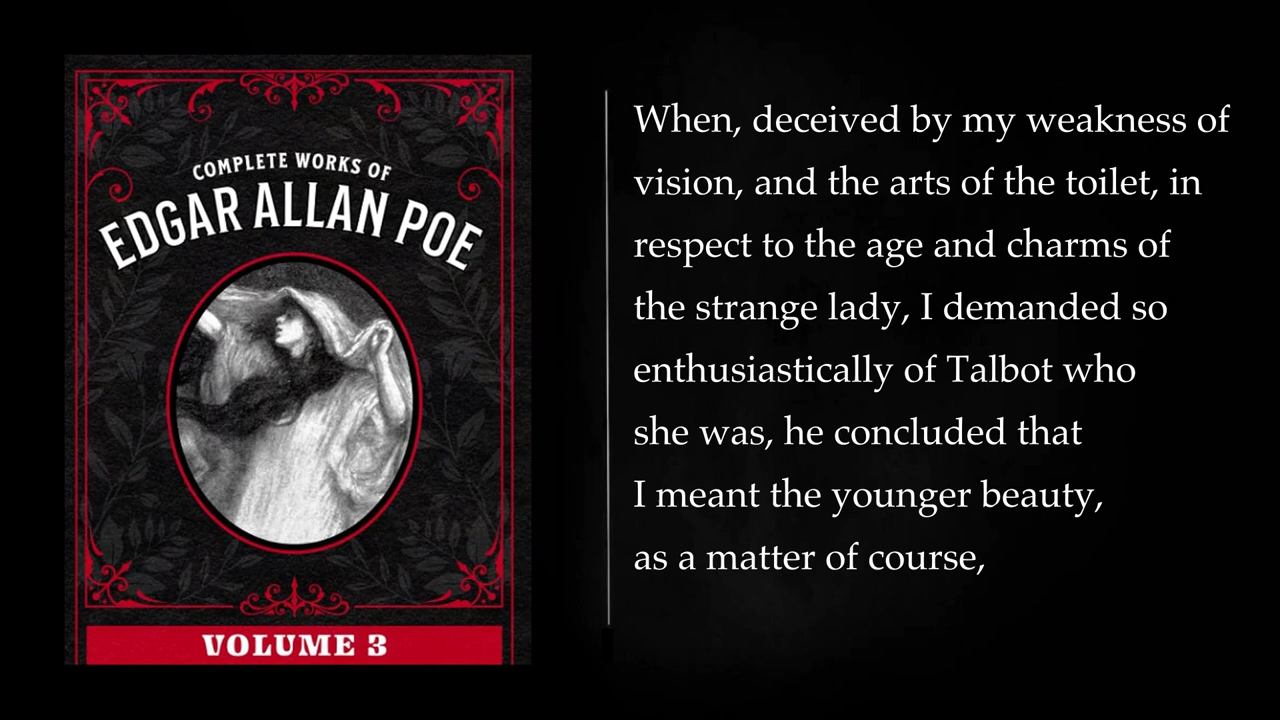 COMPLETE WORKS OF
EDGAR ALLAN POE
VOLUME 3
When, deceived by my weakness of
vision, and the arts of the toilet, in
respect to the age and charms of
the strange lady, I demanded so
enthusiastically of Talbot who
she was, he concluded that
I meant the younger beauty,
as a matter of course,